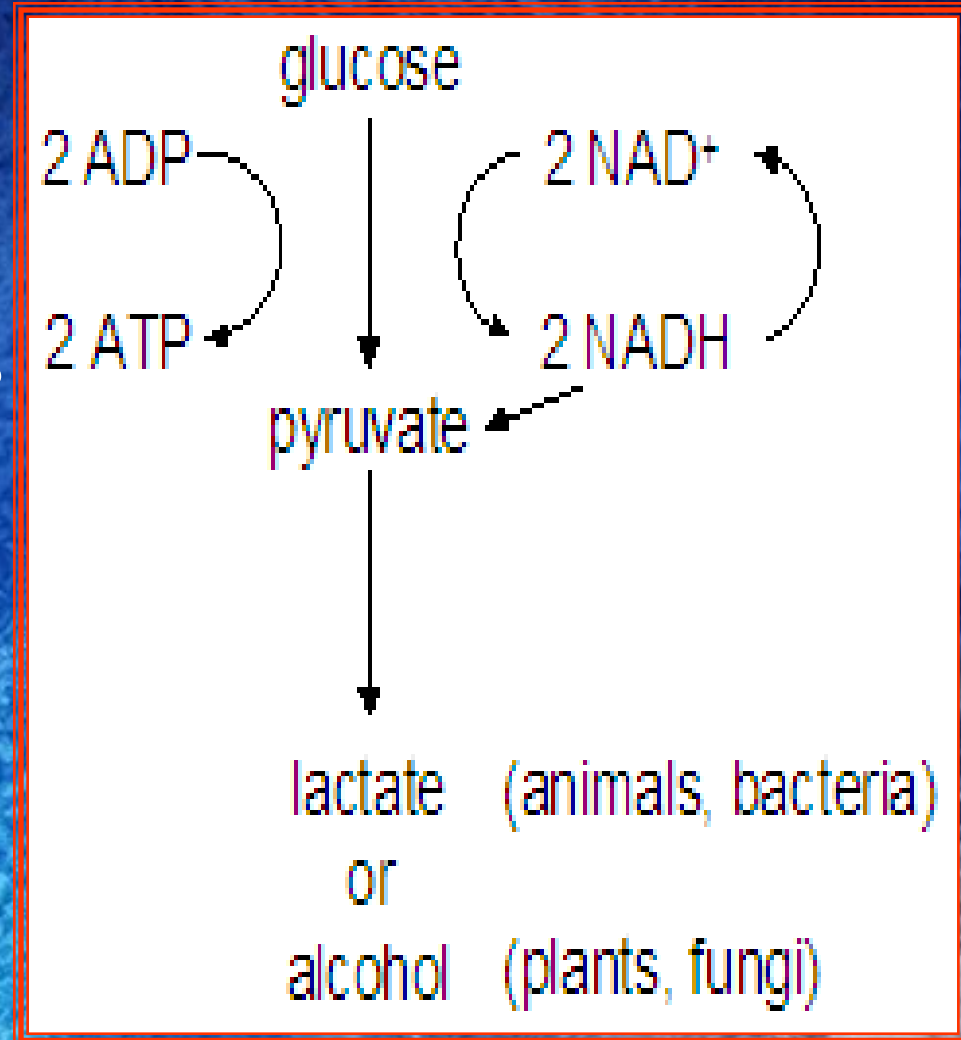 glucose
2 ADP 2 NAD⁺
2 ATP 2 NADH
pyruvate
lactate (animals, bacteria)
or
alcohol (plants, fungi)